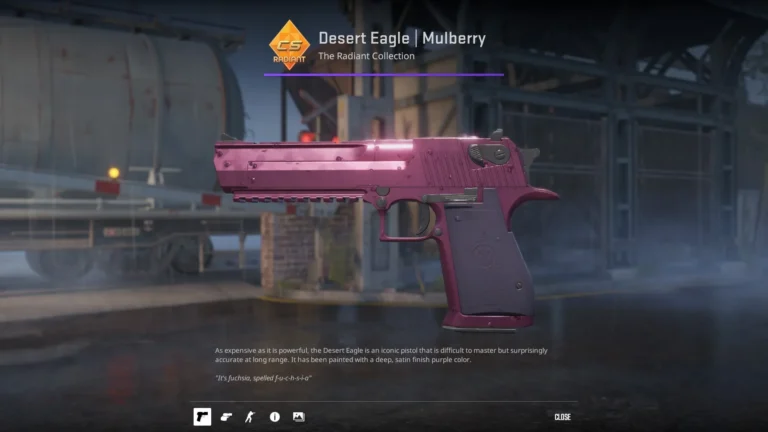 CS
RADIANT
Desert Eagle | Mulberry
The Radiant Collection
As expensive as it is powerful, the Desert Eagle is an iconic pistol that is difficult to master but surprisingly
accurate at long range. It has been painted with a deep, satin finish purple color.
"It's fuchsia, spelled f-u-c-h-s-i-a"
CLOSE